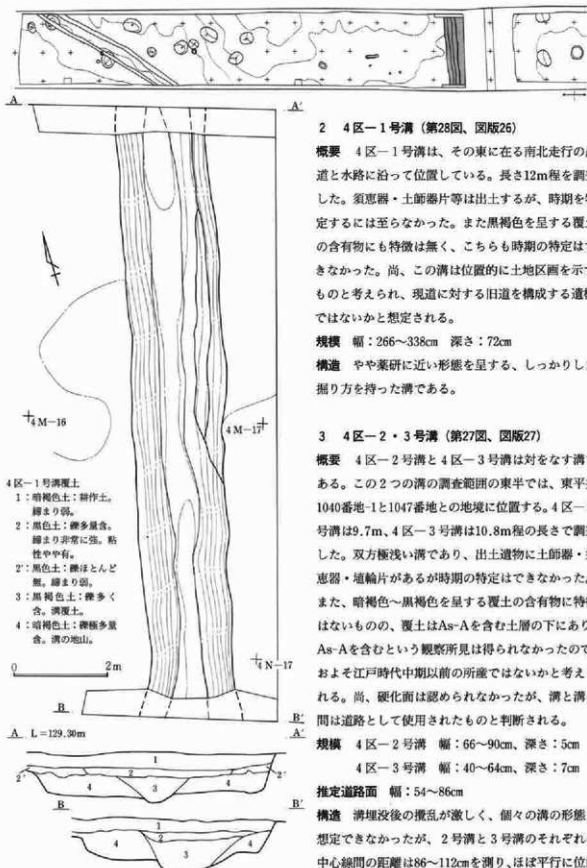 A
A'
4M-16
4M-17
4区-1号溝覆土
1：暗褐色土：耕作土。
締まり弱。
2：黒色土：礫多量含。
締まり非常に強。粘
性やや有。
2'：黒色土：礫ほとんど
無。締まり弱。
3：黒褐色土：礫多く
含。溝覆土。
4：暗褐色土：礫極多量
含。溝の地山。
0 2m
4N-17
B
B'
A L=129.30m
A'
1
2'
2
2'
4
3
4
B
B'
1
2
4
3
4
2 4区-1号溝（第28図、図版26）
概要 4区-1号溝は、その東に在る南北走行の
道と水路に沿って位置している。長さ12m程を調
した。須恵器・土師器片等は出土するが、時期を
定するには至らなかった。また黒褐色を呈する覆
の含有物にも特徴は無く、こちらも時期の特定は
きなかった。尚、この溝は位置的に土地区画を示
ものと考えられ、現道に対する旧道を構成する遺
ではないかと想定される。
規模 幅：266～338cm 深さ：72cm
構造 やや薬研に近い形態を呈する、しっかりし
掘り方を持った溝である。
3 4区-2・3号溝（第27図、図版27）
概要 4区-2号溝と4区-3号溝は対をなす溝
ある。この2つの溝の調査範囲の東半では、東平
1040番地-1と1047番地との地境に位置する。4区-
号溝は9.7m、4区-3号溝は10.8m程の長さで調
した。双方極浅い溝であり、出土遺物に土師器・
恵器・埴輪片があるが時期の特定はできなかった。
また、暗褐色～黒褐色を呈する覆土の含有に特
はないものの、覆土はAs-Aを含む土層の下にあり
As-Aを含むという観察所見は得られなかったので
およそ江戸時代中期以前の所産ではないかと考え
れる。尚、硬化面は認められなかったが、溝と溝
間は道路として使用されたものと判断される。
規模 4区-2号溝 幅：66～90cm、深さ：5cm
4区-3号溝 幅：40～64cm、深さ：7cm
推定道路面 幅：54～86cm
構造 溝埋没後の攪乱が激しく、個々の溝の形態
想定できなかったが、2号溝と3号溝のそれぞれ
中心線間の距離は86～112cmを測り、ほぼ平行に位